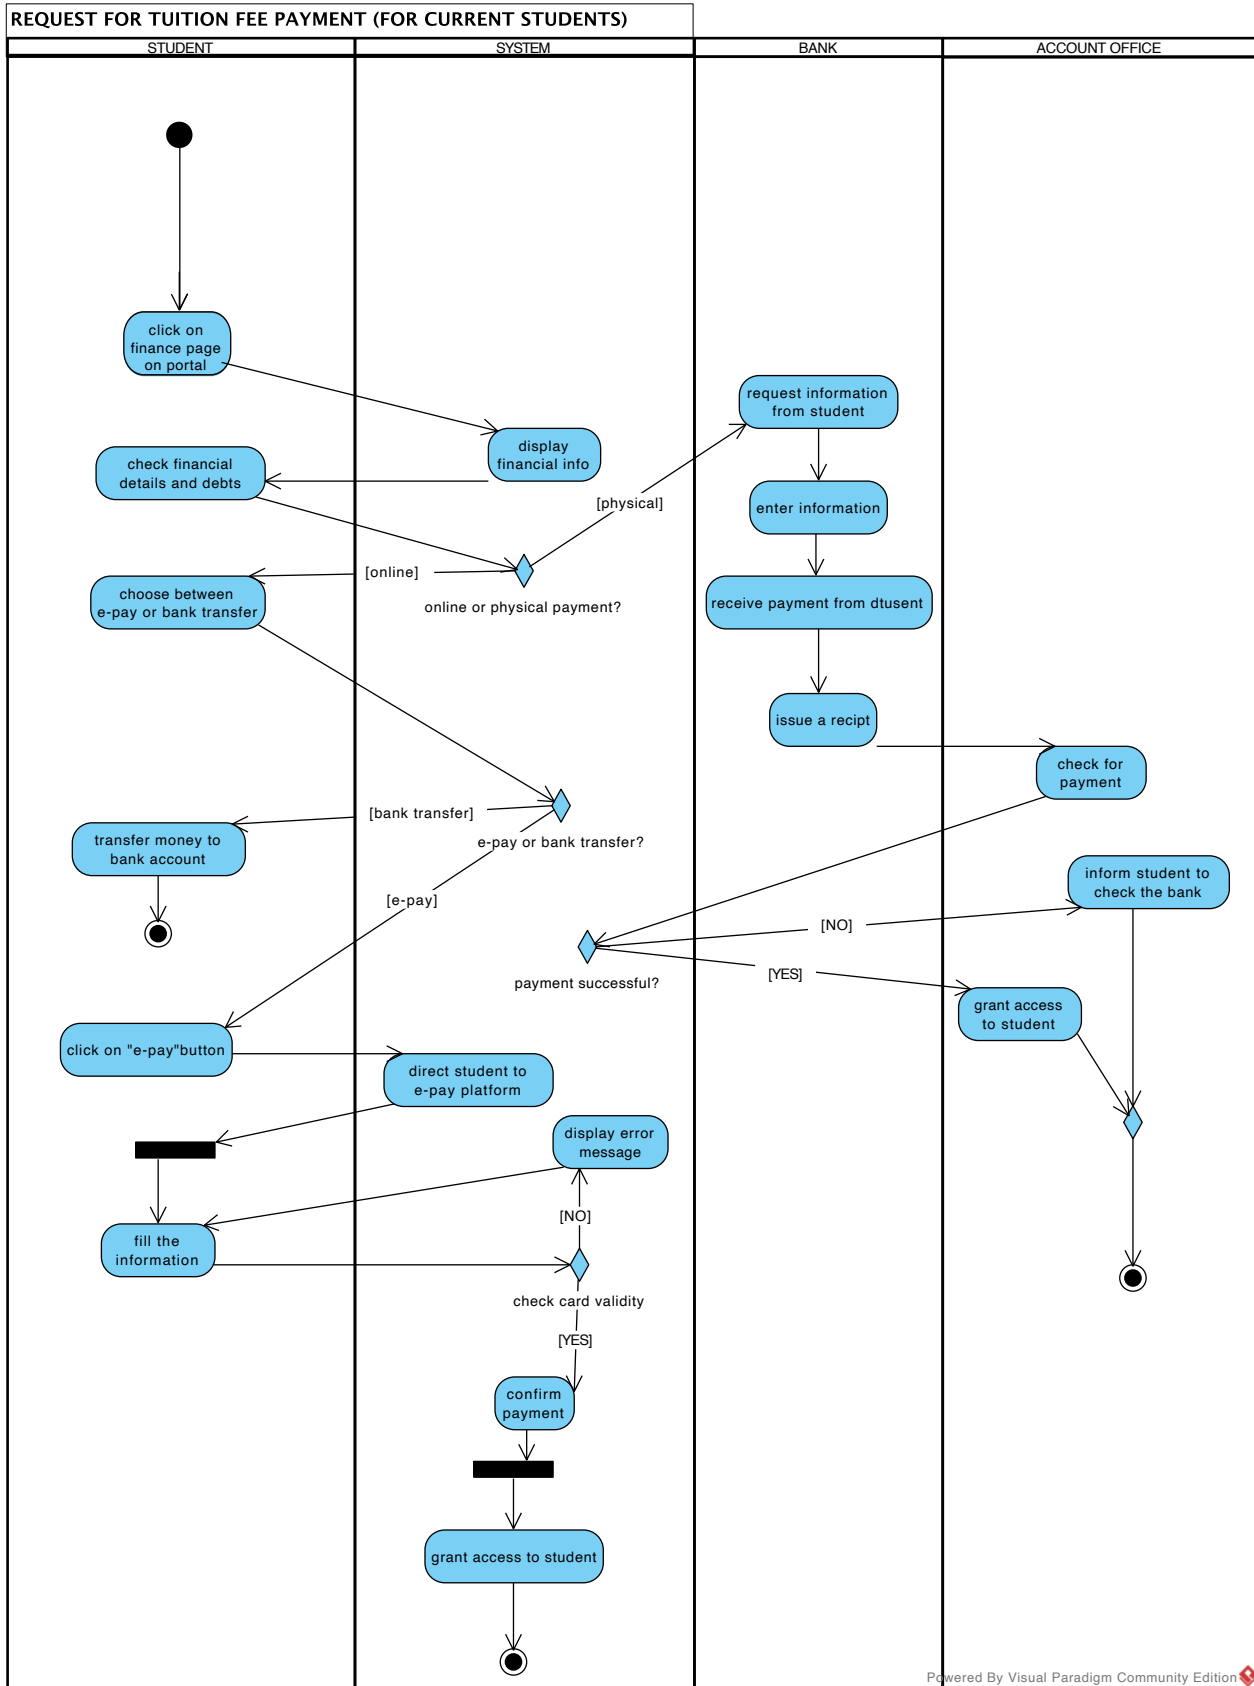 REQUEST FOR TUITION FEE PAYMENT (FOR CURRENT STUDENTS)
STUDENT
SYSTEM
BANK
ACCOUNT OFFICE
click on
finance page
on portal
request information
from student
display
financial info
check financial
details and debts
[physical]
enter information
[online]
choose between
e-pay or bank transfer
online or physical payment?
receive payment from dtusent
issue a recipt
check for
payment
[bank transfer]
transfer money to
bank account
e-pay or bank transfer?
inform student to
check the bank
[e-pay]
[NO]
payment successful?
[YES]
grant access
to student
click on "e-pay"button
direct student to
e-pay platform
display error
message
[NO]
fill the
information
check card validity
[YES]
confirm
payment
grant access to student
Powered By Visual Paradigm Community Edition